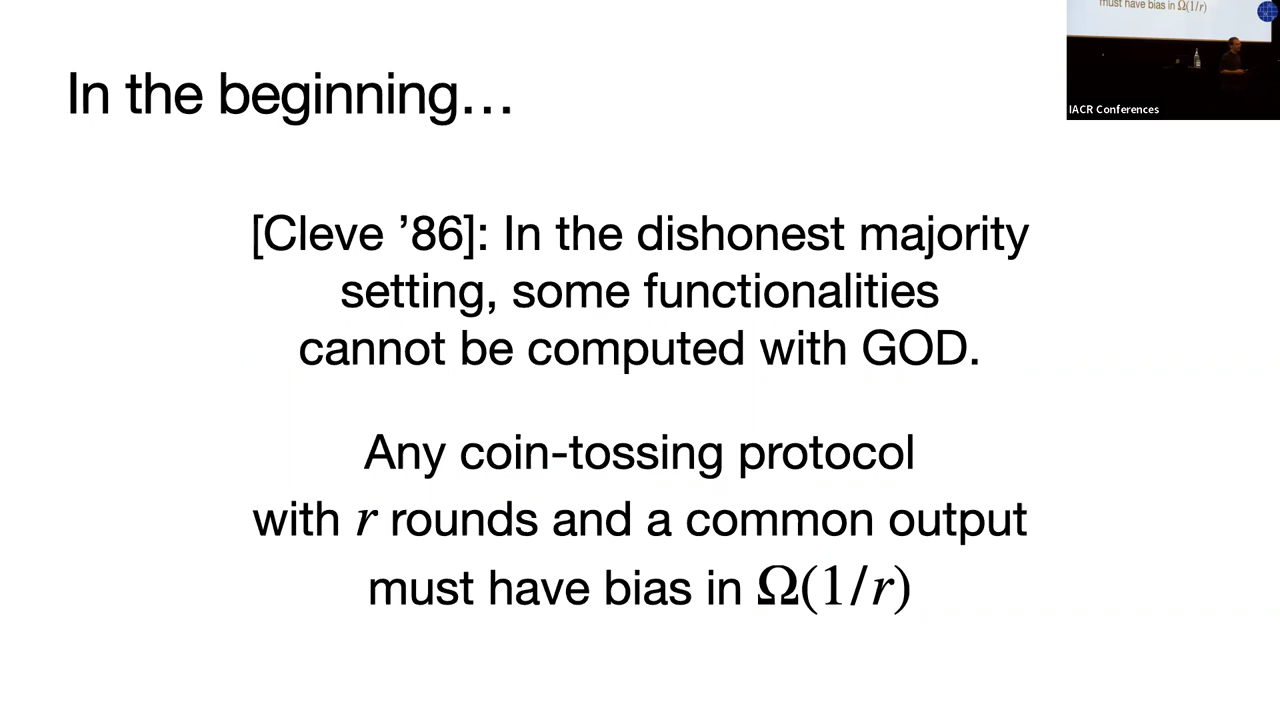 must have bias in Ω(1/r)
IACR Conferences
In the beginning…
[Cleve ’86]: In the dishonest majority
setting, some functionalities
cannot be computed with GOD.
Any coin-tossing protocol
with r rounds and a common output
must have bias in Ω(1/r)